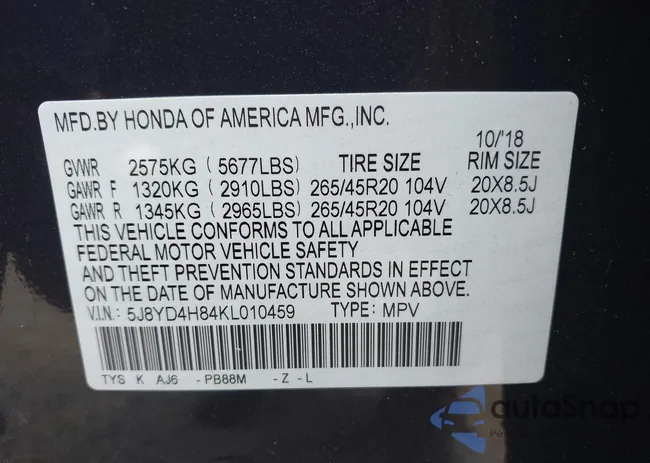 MFD.BY HONDA OF AMERICA MFG.,INC.
10/'18
GVWR 2575KG ( 5677LBS) TIRE SIZE RIM SIZE
GAWR F 1320KG ( 2910LBS) 265/45R20 104V 20X8.5J
GAWR R 1345KG ( 2965LBS) 265/45R20 104V 20X8.5J
THIS VEHICLE CONFORMS TO ALL APPLICABLE
FEDERAL MOTOR VEHICLE SAFETY
AND THEFT PREVENTION STANDARDS IN EFFECT
ON THE DATE OF MANUFACTURE SHOWN ABOVE.
V.I.N.: 5J8YD4H84KL010459 TYPE: MPV
TYS K AJ6 -PB88M -Z -L
autoSnap